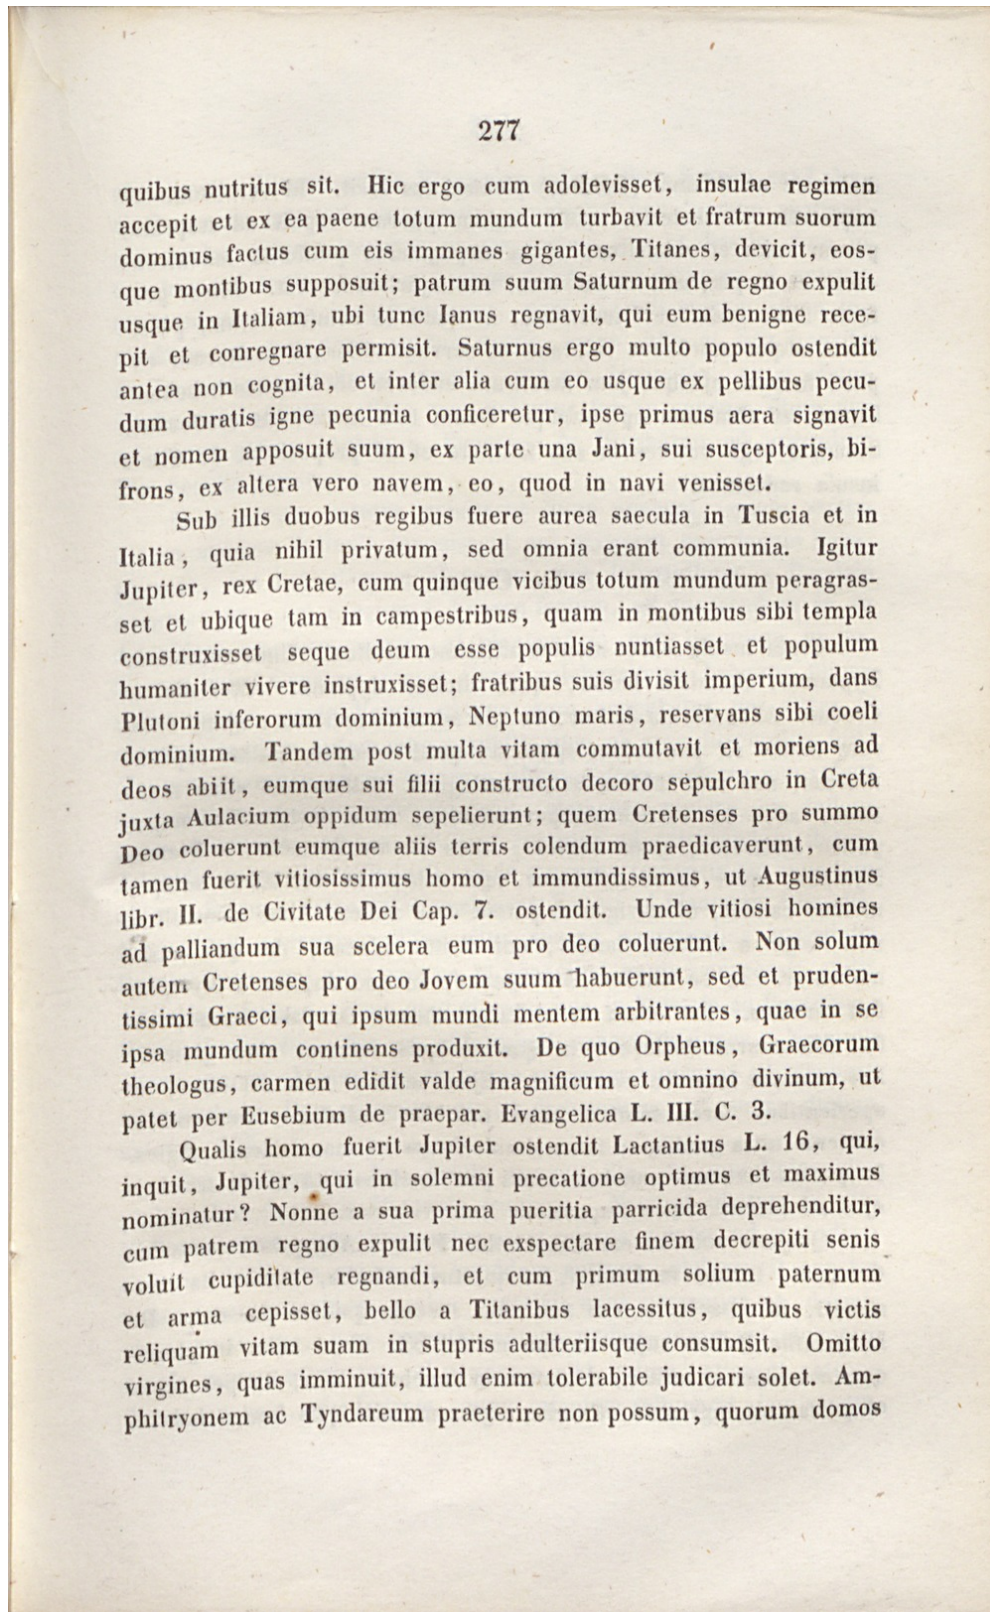 277
quibus nutritus sit. Hic ergo cum adolevisset, insulae regimen
accepit et ex ea paene totum mundum turbavit et fratrum suorum
dominus factus cum eis immanes gigantes, Titanes, devicit, eos-
que montibus supposuit; patrum suum Saturnum de regno expulit
usque in Italiam, ubi tunc Ianus regnavit, qui eum benigne rece-
pit et conregnare permisit. Saturnus ergo multo populo ostendit
antea non cognita, et inter alia cum eo usque ex pellibus pecu-
dum duratis igne pecunia conficeretur, ipse primus aera signavit
et nomen apposuit suum, ex parte una Jani, sui susceptoris, bi-
frons, ex altera vero navem, eo, quod in navi venisset.
Sub illis duobus regibus fuere aurea saecula in Tuscia et in
Italia, quia nihil privatum, sed omnia erant communia. Igitur
Jupiter, rex Cretae, cum quinque vicibus totum mundum peragras-
set et ubique tam in campestribus, quam in montibus sibi templa
construxisset seque deum esse populis nuntiasset et populum
humaniter vivere instruxisset; fratribus suis divisit imperium, dans
Plutoni inferorum dominium, Neptuno maris, reservans sibi coeli
dominium. Tandem post multa vitam commutavit et moriens ad
deos abiit, eumque sui filii constructo decoro sepulchro in Creta
juxta Aulacium oppidum sepelierunt; quem Cretenses pro summo
Deo coluerunt eumque aliis terris colendum praedicaverunt, cum
tamen fuerit vitiosissimus homo et immundissimus, ut Augustinus
libr. II. de Civitate Dei Cap. 7. ostendit. Unde vitiosi homines
ad palliandum sua scelera eum pro deo coluerunt. Non solum
autem Cretenses pro deo Jovem suum habuerunt, sed et pruden-
tissimi Graeci, qui ipsum mundi mentem arbitrantes, quae in se
ipsa mundum continens produxit. De quo Orpheus, Graecorum
theologus, carmen edidit valde magnificum et omnino divinum, ut
patet per Eusebium de praepar. Evangelica L. III. C. 3.
Qualis homo fuerit Jupiter ostendit Lactantius L. 16, qui,
inquit, Jupiter, qui in solemni precatione optimus et maximus
nominatur? Nonne a sua prima pueritia parricida deprehenditur,
cum patrem regno expulit nec exspectare finem decrepiti senis
voluit cupiditate regnandi, et cum primum solium paternum
et arma cepisset, bello a Titanibus lacessitus, quibus victis
reliquam vitam suam in stupris adulteriisque consumsit. Omitto
virgines, quas imminuit, illud enim tolerabile judicari solet. Am-
phitryonem ac Tyndareum praeterire non possum, quorum domos